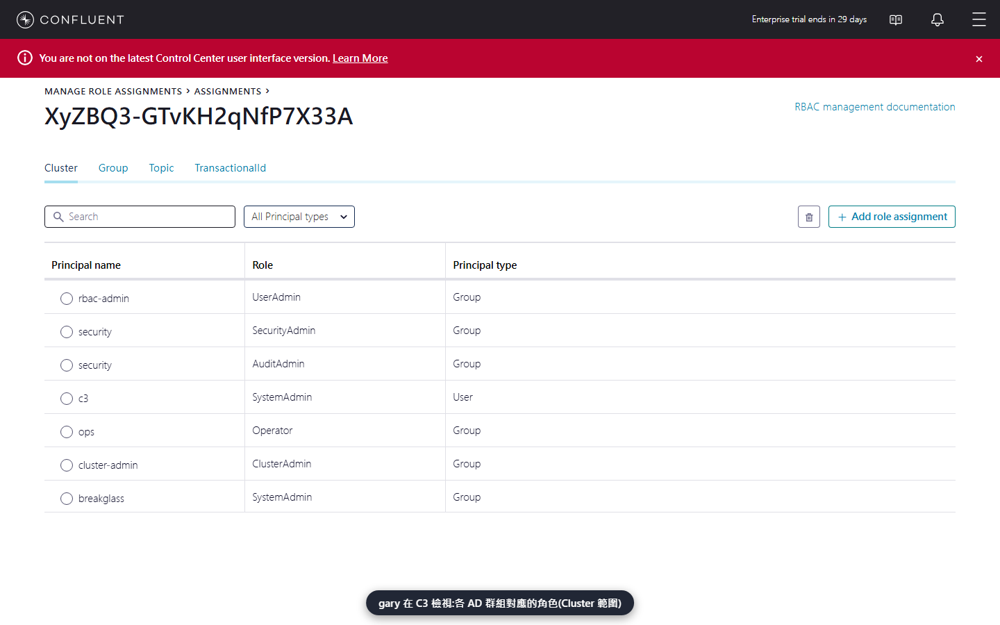 CONFLUENT
Enterprise trial ends in 29 days
You are not on the latest Control Center user interface version. Learn More
MANAGE ROLE ASSIGNMENTS > ASSIGNMENTS >
XyZBQ3-GTvKH2qNfP7X33A
RBAC management documentation
Cluster Group Topic TransactionalId
Search
All Principal types
+ Add role assignment
Principal name Role Principal type
rbac-admin UserAdmin Group
security SecurityAdmin Group
security AuditAdmin Group
c3 SystemAdmin User
ops Operator Group
cluster-admin ClusterAdmin Group
breakglass SystemAdmin Group
gary 在 C3 檢視:各 AD 群組對應的角色(Cluster 範圍)